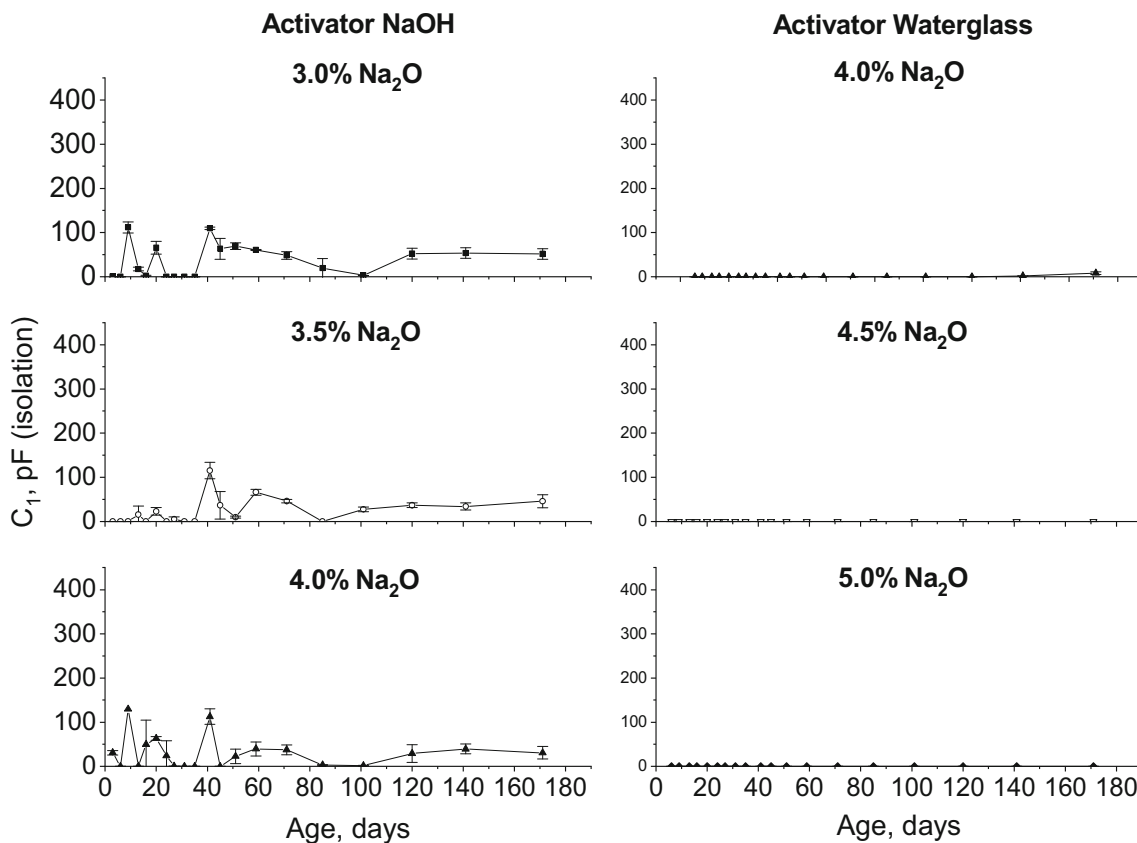 Activator NaOH
Activator Waterglass
3.0% Na₂O
4.0% Na₂O
400
300
200
100
0
400
300
200
100
0
3.5% Na₂O
4.5% Na₂O
400
300
200
100
0
400
300
200
100
0
C₁, pF (isolation)
4.0% Na₂O
5.0% Na₂O
400
300
200
100
0
400
300
200
100
0
0 20 40 60 80 100 120 140 160 180
0 20 40 60 80 100 120 140 160 180
Age, days
Age, days